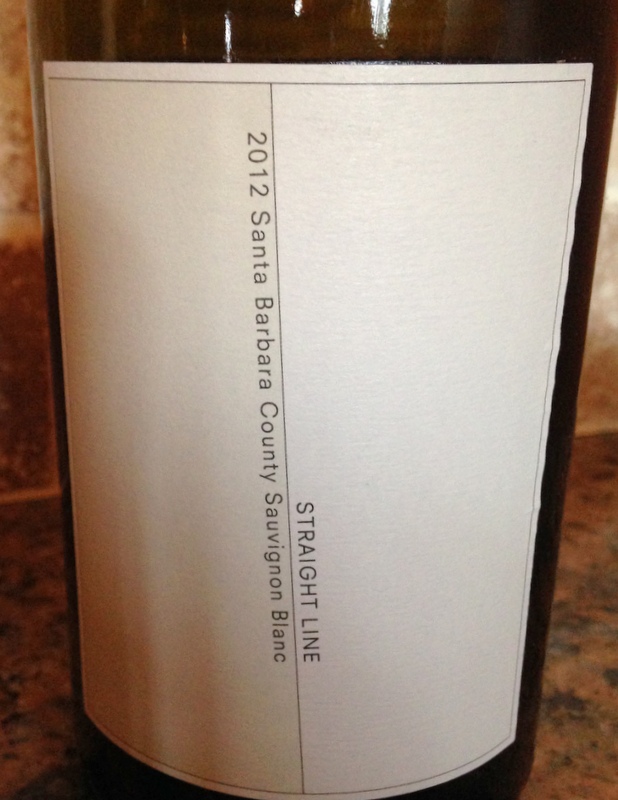 STRAIGHT LINE
2012 Santa Barbara County Sauvignon Blanc